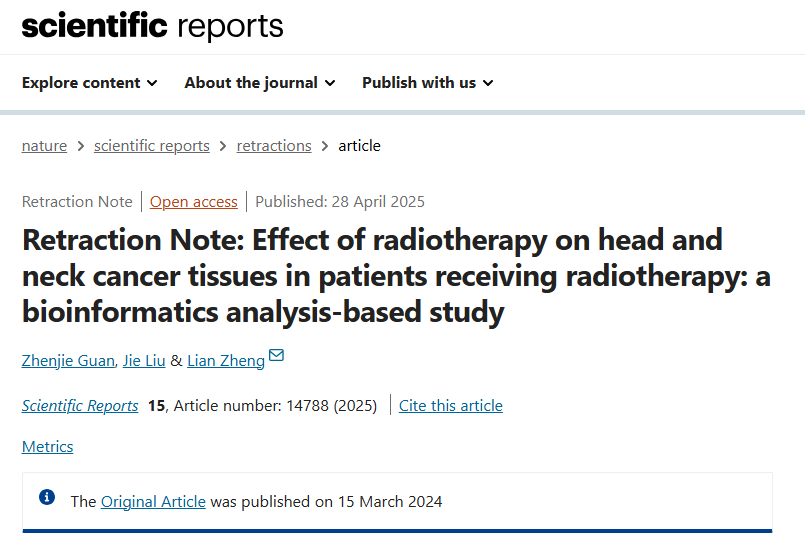 scientific reports
Explore content About the journal Publish with us
nature > scientific reports > retractions > article
Retraction Note | Open access | Published: 28 April 2025
Retraction Note: Effect of radiotherapy on head and
neck cancer tissues in patients receiving radiotherapy: a
bioinformatics analysis-based study
Zhenjie Guan, Jie Liu & Lian Zheng
Scientific Reports 15, Article number: 14788 (2025) | Cite this article
Metrics
The Original Article was published on 15 March 2024